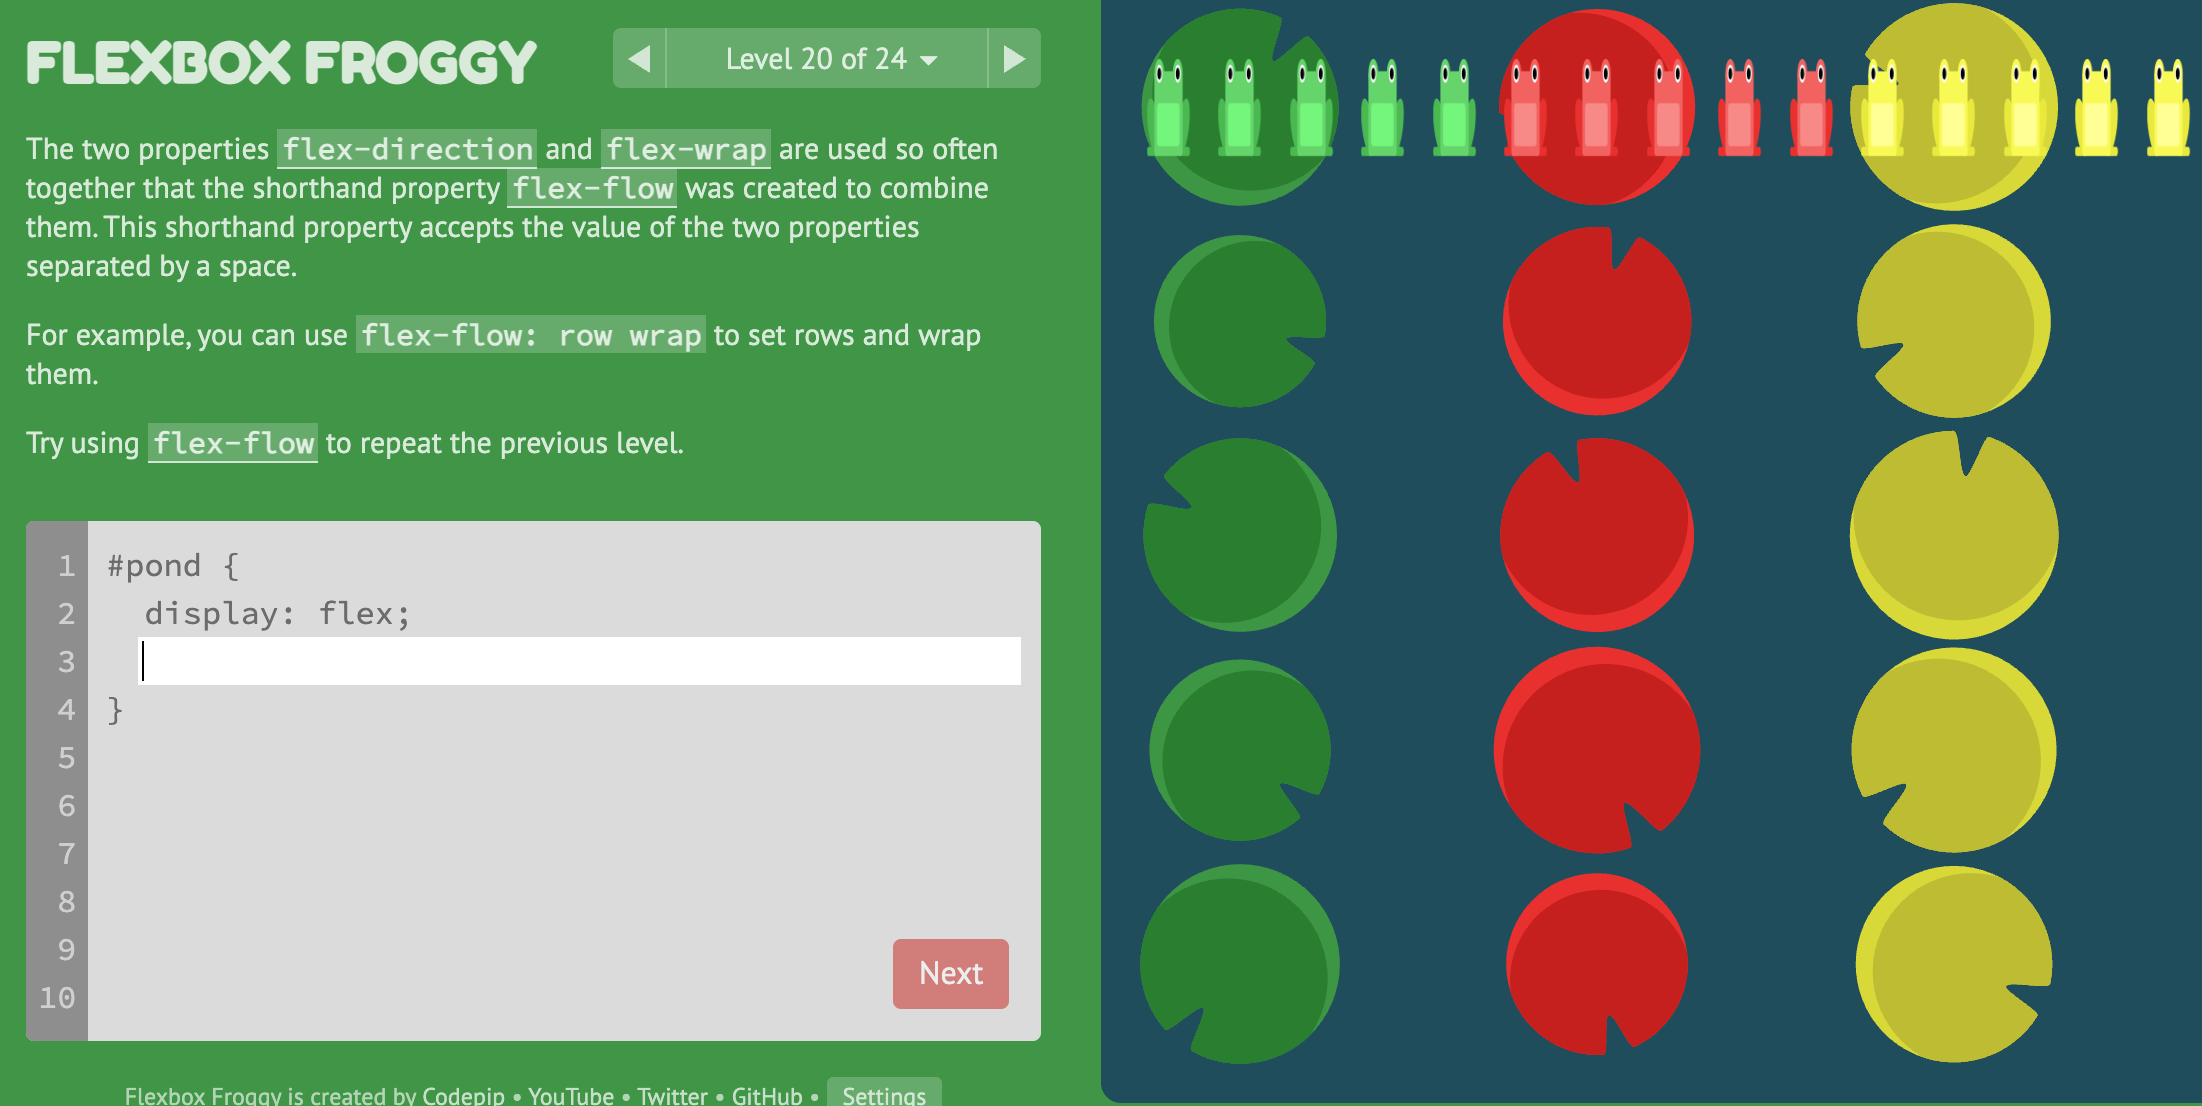 FLEXBOX FROGGY
Level 20 of 24
The two properties flex-direction and flex-wrap are used so often
together that the shorthand property flex-flow was created to combine
them. This shorthand property accepts the value of the two properties
separated by a space.
For example, you can use flex-flow: row wrap to set rows and wrap
them.
Try using flex-flow to repeat the previous level.
1 #pond {
2 display: flex;
3
4 }
5
6
7
8
9
10
Next
Flexbox Froggy is created by Codepip • YouTube • Twitter • GitHub • Settings